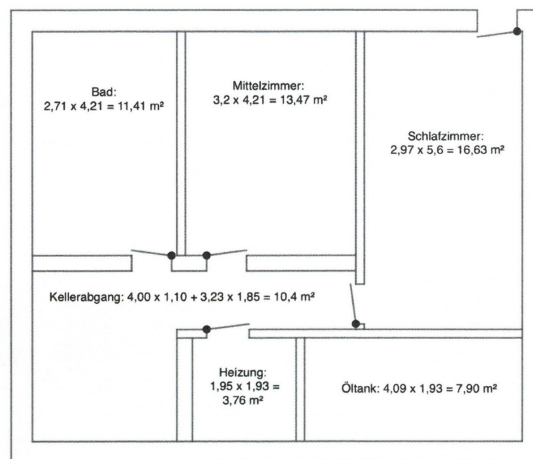 Bad:
2,71 x 4,21 = 11,41 m²
Mittelzimmer:
3,2 x 4,21 = 13,47 m²
Schlafzimmer:
2,97 x 5,6 = 16,63 m²
Kellerabgang: 4,00 x 1,10 + 3,23 x 1,85 = 10,4 m²
Heizung:
1,95 x 1,93 =
3,76 m²
Öltank: 4,09 x 1,93 = 7,90 m²